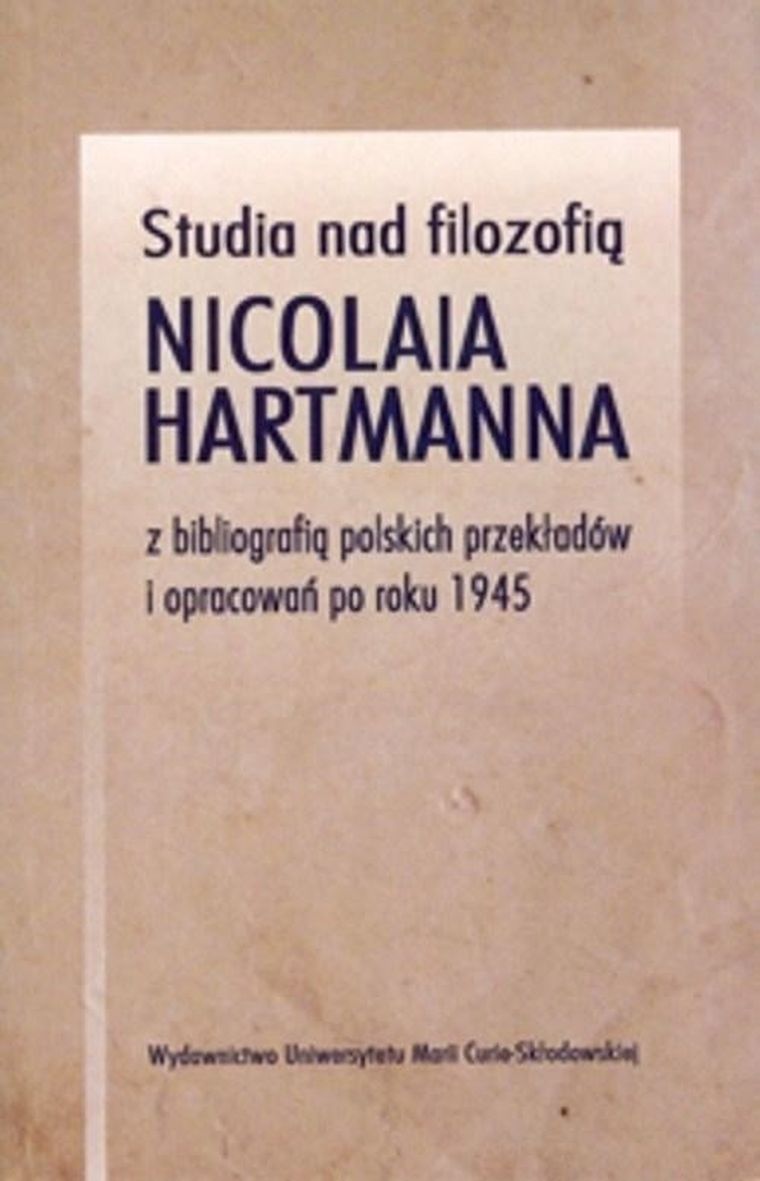 Studia nad filozofią
NICOLAIA
HARTMANNA
z bibliografią polskich przekładów
i opracowań po roku 1945
Wydawnictwo Uniwersytetu Marii Curie-Skłodowskiej